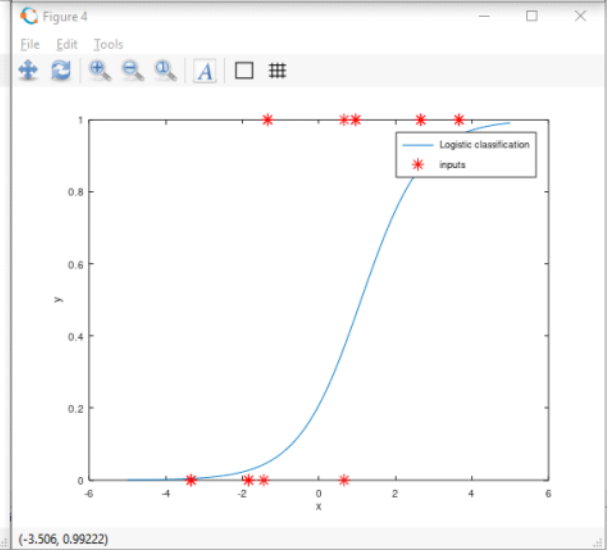 Figure 4
File Edit Tools
A
1
0.8
0.6
0.4
0.2
0
y
-6 -4 -2 0 2 4 6
x
Logistic classification
inputs
(-3.506, 0.99222)